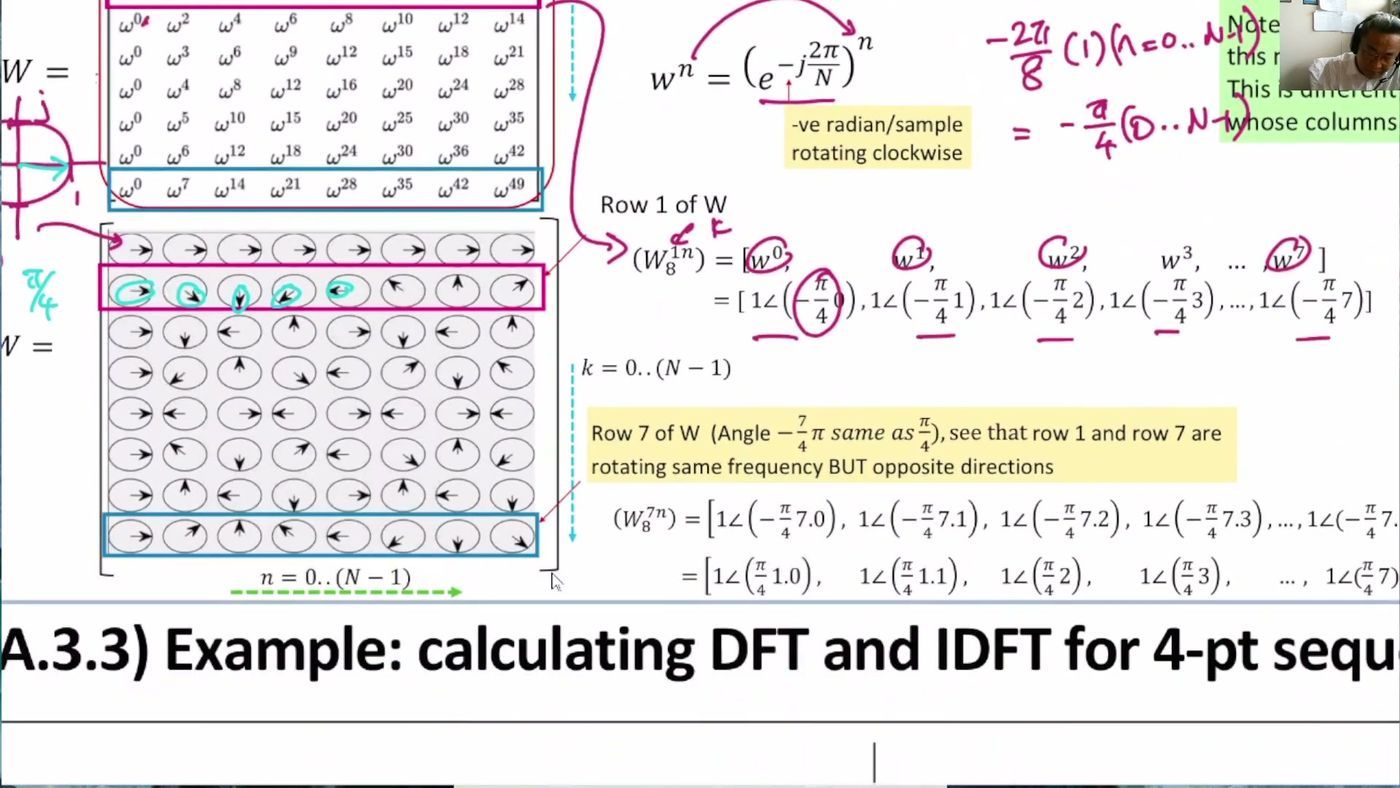 ω⁰ ω² ω⁴ ω⁶ ω⁸ ω¹⁰ ω¹² ω¹⁴
ω⁰ ω³ ω⁶ ω⁹ ω¹² ω¹⁵ ω¹⁸ ω²¹
W =
ω⁰ ω⁴ ω⁸ ω¹² ω¹⁶ ω²⁰ ω²⁴ ω²⁸
ω⁰ ω⁵ ω¹⁰ ω¹⁵ ω²⁰ ω²⁵ ω³⁰ ω³⁵
ω⁰ ω⁶ ω¹² ω¹⁸ ω²⁴ ω³⁰ ω³⁶ ω⁴²
ω⁰ ω⁷ ω¹⁴ ω²¹ ω²⁸ ω³⁵ ω⁴² ω⁴⁹
j
1
π/4
W =
n = 0..(N − 1)
wⁿ = (e^(−j 2π/N))ⁿ
-ve radian/sample
rotating clockwise
−2π/8 (1)(n=0..N-1)
= −π/4 (0..N-1)
Note
this
This is different
whose columns
Row 1 of W
k
(W₈¹ⁿ) = [w⁰, w¹, w², w³, … , w⁷ ]
= [ 1∠(−π/4 0), 1∠(−π/4 1), 1∠(−π/4 2), 1∠(−π/4 3), …, 1∠(−π/4 7)]
k = 0..(N − 1)
Row 7 of W (Angle −7/4 π same as π/4), see that row 1 and row 7 are
rotating same frequency BUT opposite directions
(W₈⁷ⁿ) = [1∠(−π/4 7.0), 1∠(−π/4 7.1), 1∠(−π/4 7.2), 1∠(−π/4 7.3), …, 1∠(−π/4 7.
= [1∠(π/4 1.0), 1∠(π/4 1.1), 1∠(π/4 2), 1∠(π/4 3), … , 1∠(π/4 7)
A.3.3) Example: calculating DFT and IDFT for 4-pt sequ